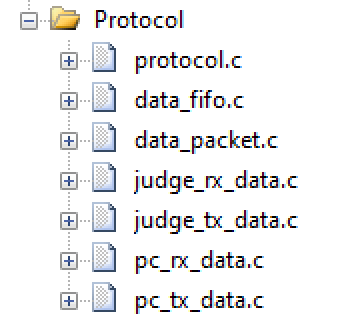 Protocol
protocol.c
data_fifo.c
data_packet.c
judge_rx_data.c
judge_tx_data.c
pc_rx_data.c
pc_tx_data.c